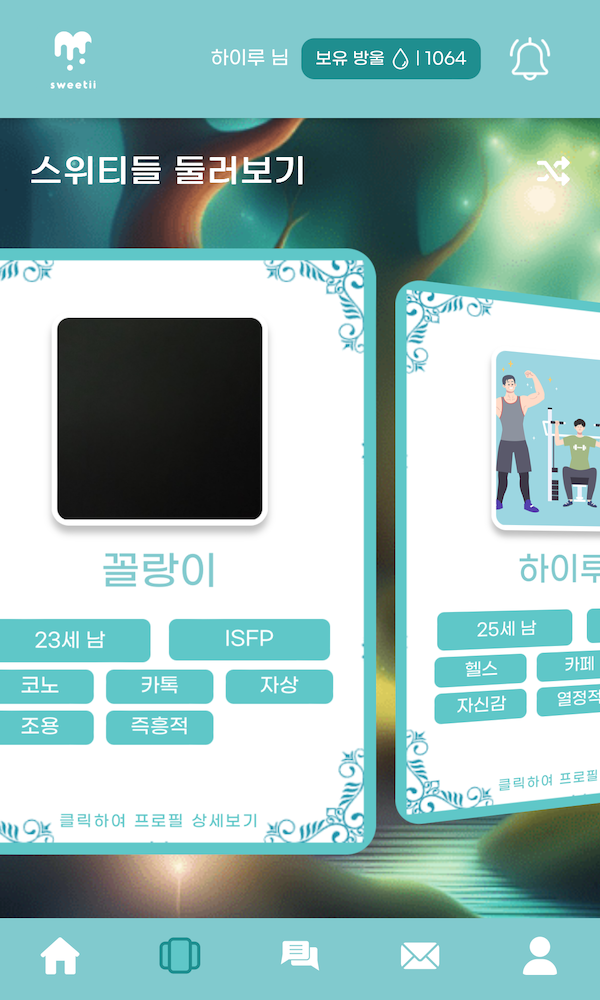 sweetii
하이루 님
보유 방울 | 1064
스위티들 둘러보기
꼴랑이
23세 남
ISFP
코노
카톡
자상
조용
즉흥적
클릭하여 프로필 상세보기
하이루
25세 남
헬스
카페
자신감
열정적
클릭하여 프로필